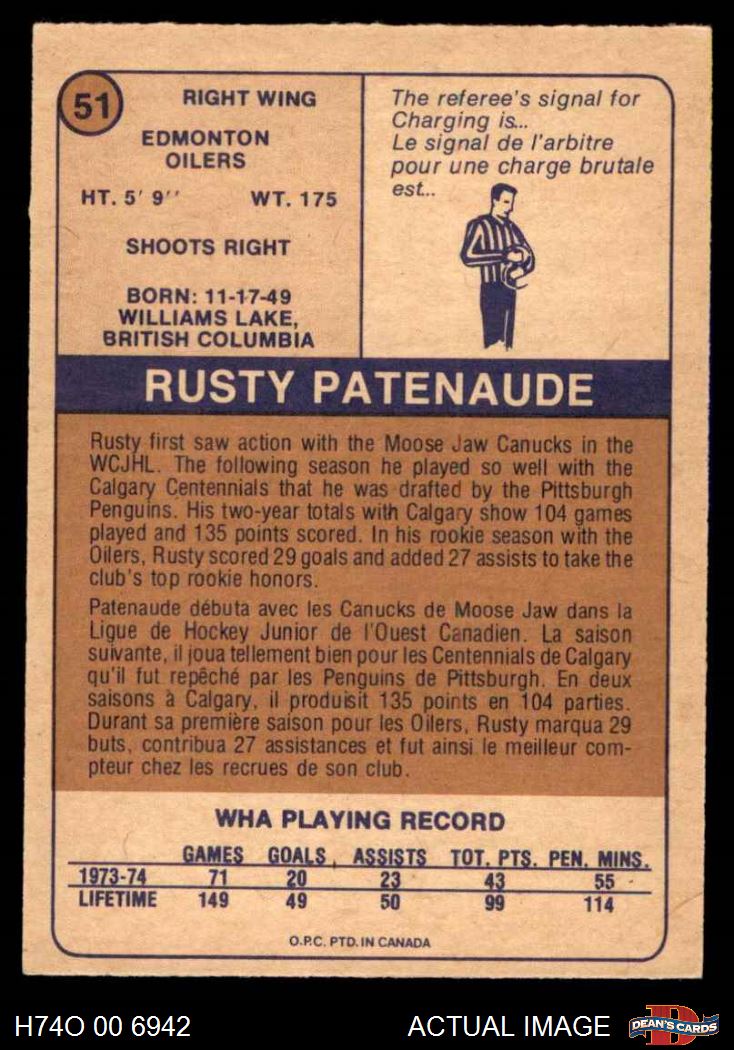 51
RIGHT WING
EDMONTON
OILERS
HT. 5' 9'' WT. 175
SHOOTS RIGHT
BORN: 11-17-49
WILLIAMS LAKE,
BRITISH COLUMBIA
The referee's signal for
Charging is...
Le signal de l'arbitre
pour une charge brutale
est...
RUSTY PATENAUDE
Rusty first saw action with the Moose Jaw Canucks in the
WCJHL. The following season he played so well with the
Calgary Centennials that he was drafted by the Pittsburgh
Penguins. His two-year totals with Calgary show 104 games
played and 135 points scored. In his rookie season with the
Oilers, Rusty scored 29 goals and added 27 assists to take the
club's top rookie honors.
Patenaude débuta avec les Canucks de Moose Jaw dans la
Ligue de Hockey Junior de l'Ouest Canadien. La saison
suivante, il joua tellement bien pour les Centennials de Calgary
qu'il fut repêché par les Penguins de Pittsburgh. En deux
saisons à Calgary, il produisit 135 points en 104 parties.
Durant sa première saison pour les Oilers, Rusty marqua 29
buts, contribua 27 assistances et fut ainsi le meilleur com-
pteur chez les recrues de son club.
WHA PLAYING RECORD
GAMES GOALS ASSISTS TOT. PTS. PEN. MINS.
1973-74 71 20 23 43 55
LIFETIME 149 49 50 99 114
O.P.C. PTD. IN CANADA
H74O 00 6942 ACTUAL IMAGE D DEAN'S CARDS